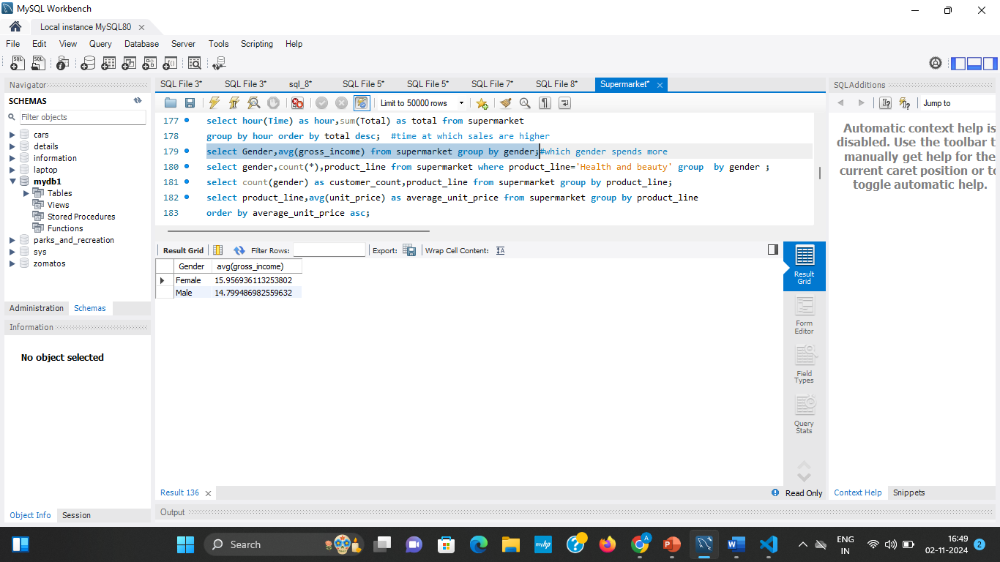 MySQL Workbench
Local instance MySQL80
File Edit View Query Database Server Tools Scripting Help
Navigator
SCHEMAS
Filter objects
cars
details
information
laptop
mydb1
Tables
Views
Stored Procedures
Functions
parks_and_recreation
sys
zomatos
Administration Schemas
Information
No object selected
Object Info Session
SQL File 3* SQL File 3* sql_8* SQL File 5* SQL File 5* SQL File 7* SQL File 8* Supermarket*
Limit to 50000 rows
177 select hour(Time) as hour,sum(Total) as total from supermarket
178 group by hour order by total desc; #time at which sales are higher
179 select Gender,avg(gross_income) from supermarket group by gender;#which gender spends more
180 select gender,count(*),product_line from supermarket where product_line='Health and beauty' group by gender ;
181 select count(gender) as customer_count,product_line from supermarket group by product_line;
182 select product_line,avg(unit_price) as average_unit_price from supermarket group by product_line
183 order by average_unit_price asc;
Result Grid Filter Rows: Export: Wrap Cell Content:
Gender avg(gross_income)
Female 15.956936113253802
Male 14.799486982559632
Result
Grid
Form
Editor
Field
Types
Query
Stats
Result 136
Read Only
Output
SQLAdditions
Jump to
Automatic context help is
disabled. Use the toolbar t
manually get help for the
current caret position or to
toggle automatic help.
Context Help Snippets
Search
myhp
A
ENG
IN
16:49
02-11-2024
2